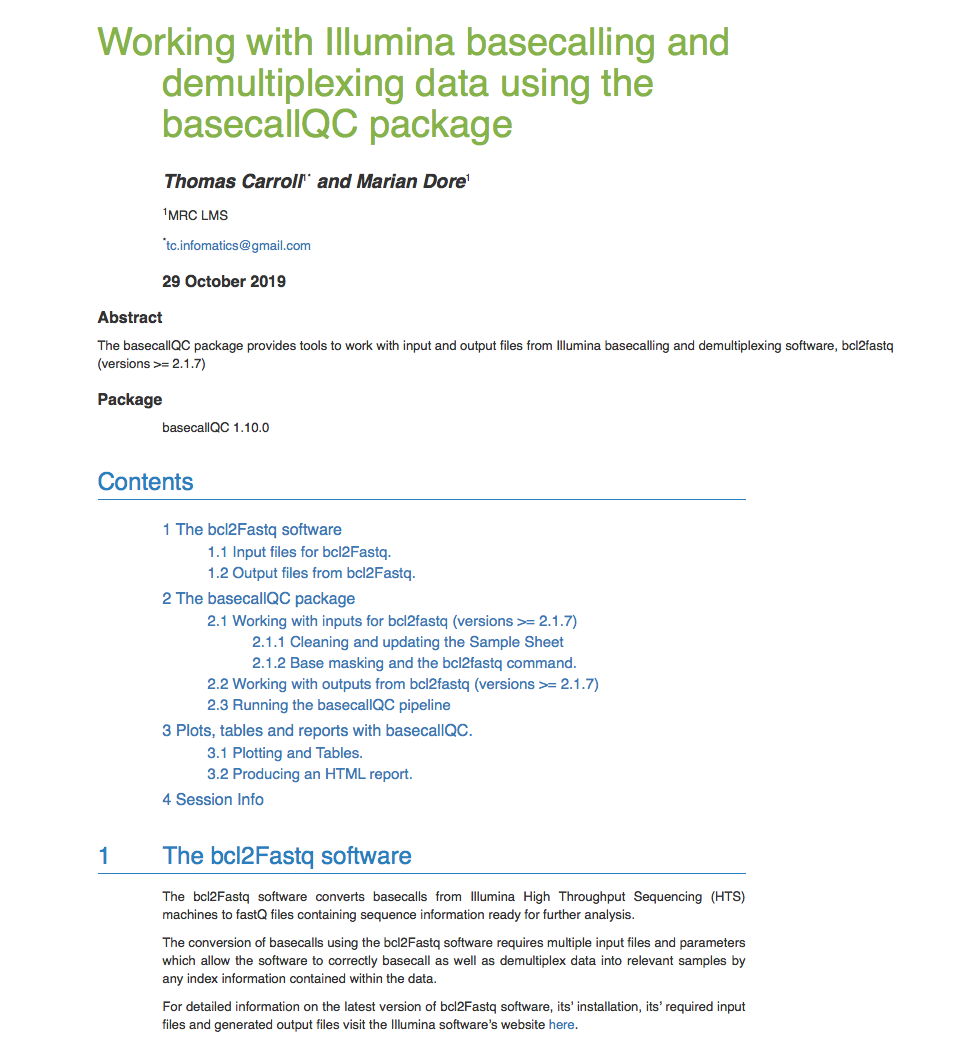 Working with Illumina basecalling and
demultiplexing data using the
basecallQC package
Thomas Carroll1* and Marian Dore1
1MRC LMS
*tc.infomatics@gmail.com
29 October 2019
Abstract
The basecallQC package provides tools to work with input and output files from Illumina basecalling and demultiplexing software, bcl2fastq
(versions >= 2.1.7)
Package
basecallQC 1.10.0
Contents
1 The bcl2Fastq software
1.1 Input files for bcl2Fastq.
1.2 Output files from bcl2Fastq.
2 The basecallQC package
2.1 Working with inputs for bcl2fastq (versions >= 2.1.7)
2.1.1 Cleaning and updating the Sample Sheet
2.1.2 Base masking and the bcl2fastq command.
2.2 Working with outputs from bcl2fastq (versions >= 2.1.7)
2.3 Running the basecallQC pipeline
3 Plots, tables and reports with basecallQC.
3.1 Plotting and Tables.
3.2 Producing an HTML report.
4 Session Info
1 The bcl2Fastq software
The bcl2Fastq software converts basecalls from Illumina High Throughput Sequencing (HTS)
machines to fastQ files containing sequence information ready for further analysis.
The conversion of basecalls using the bcl2Fastq software requires multiple input files and parameters
which allow the software to correctly basecall as well as demultiplex data into relevant samples by
any index information contained within the data.
For detailed information on the latest version of bcl2Fastq software, its’ installation, its’ required input
files and generated output files visit the Illumina software’s website here.